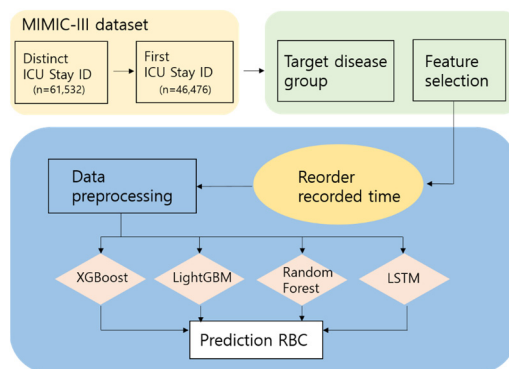 MIMIC-III dataset
Distinct
ICU Stay ID
(n=61,532)
First
ICU Stay ID
(n=46,476)
Target disease
group
Feature
selection
Data
preprocessing
Reorder
recorded time
XGBoost
LightGBM
Random
Forest
LSTM
Prediction RBC